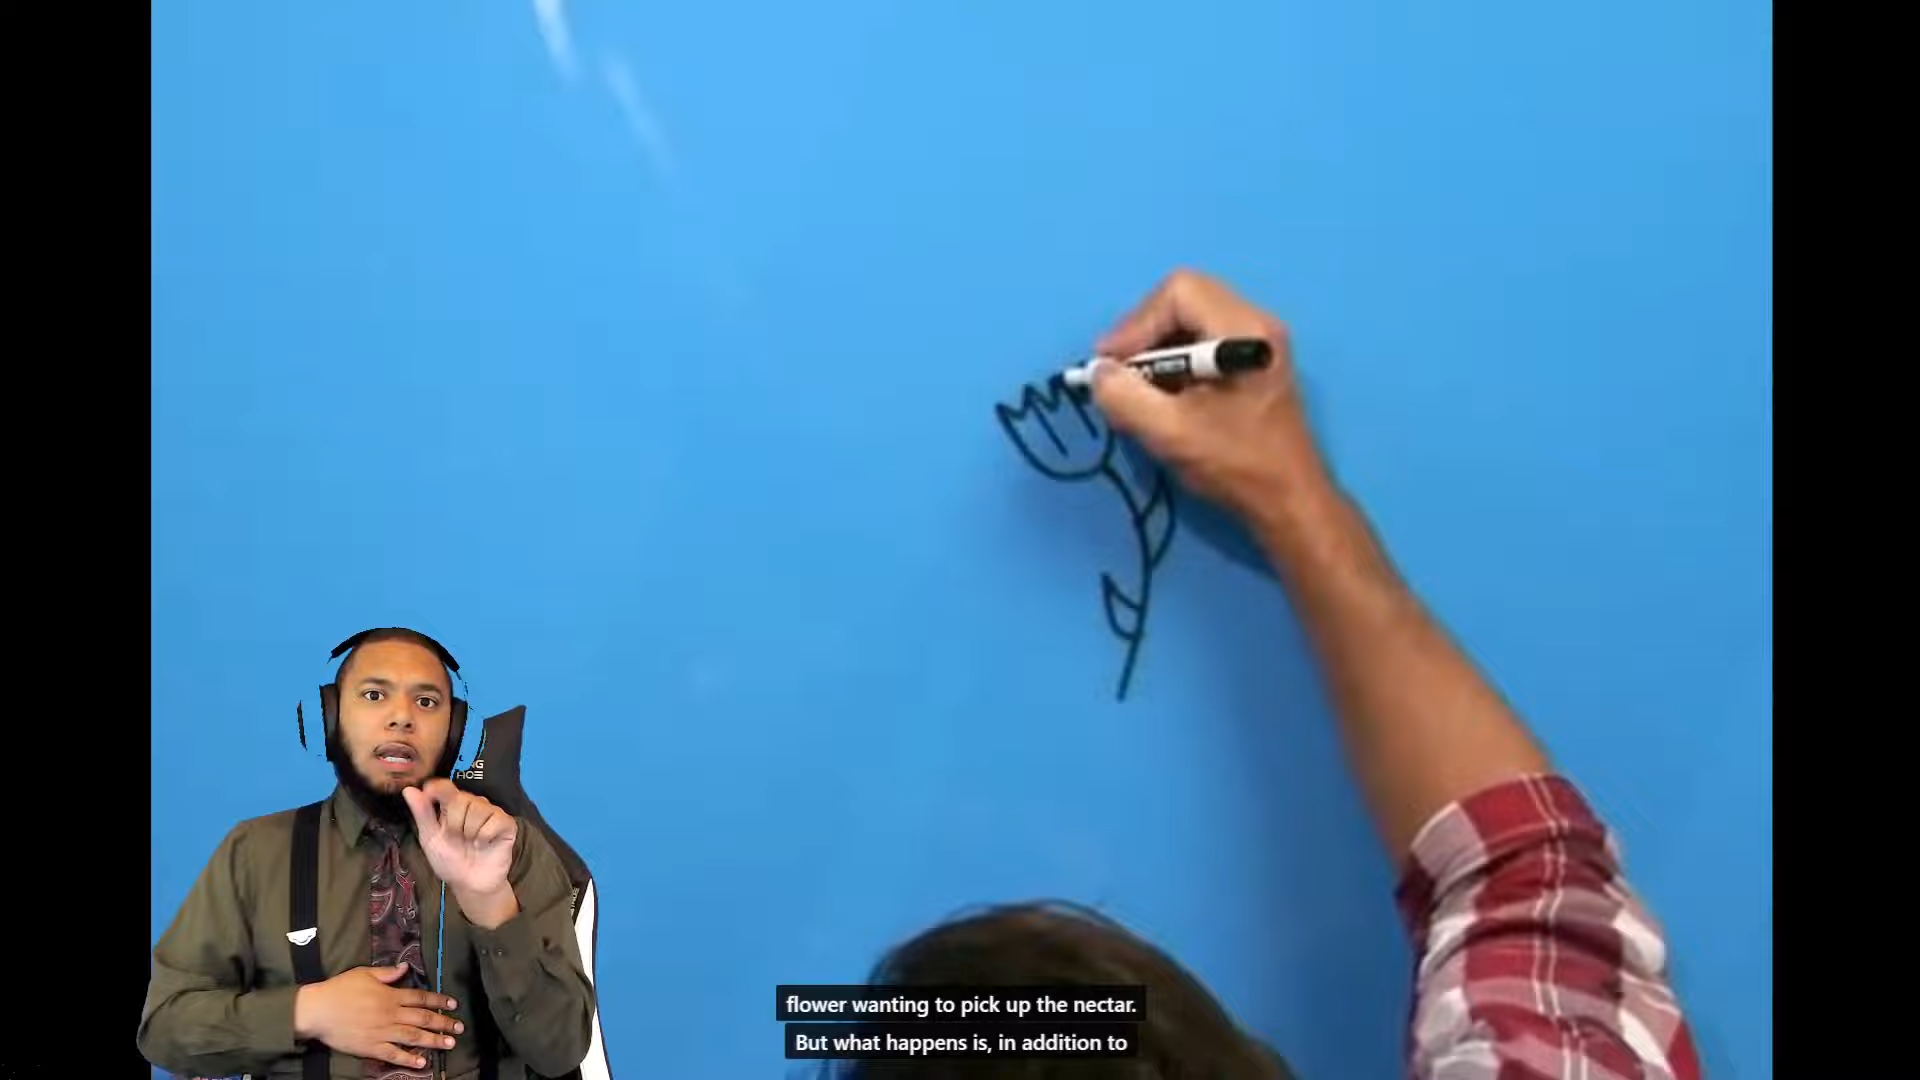 flower wanting to pick up the nectar.
But what happens is, in addition to